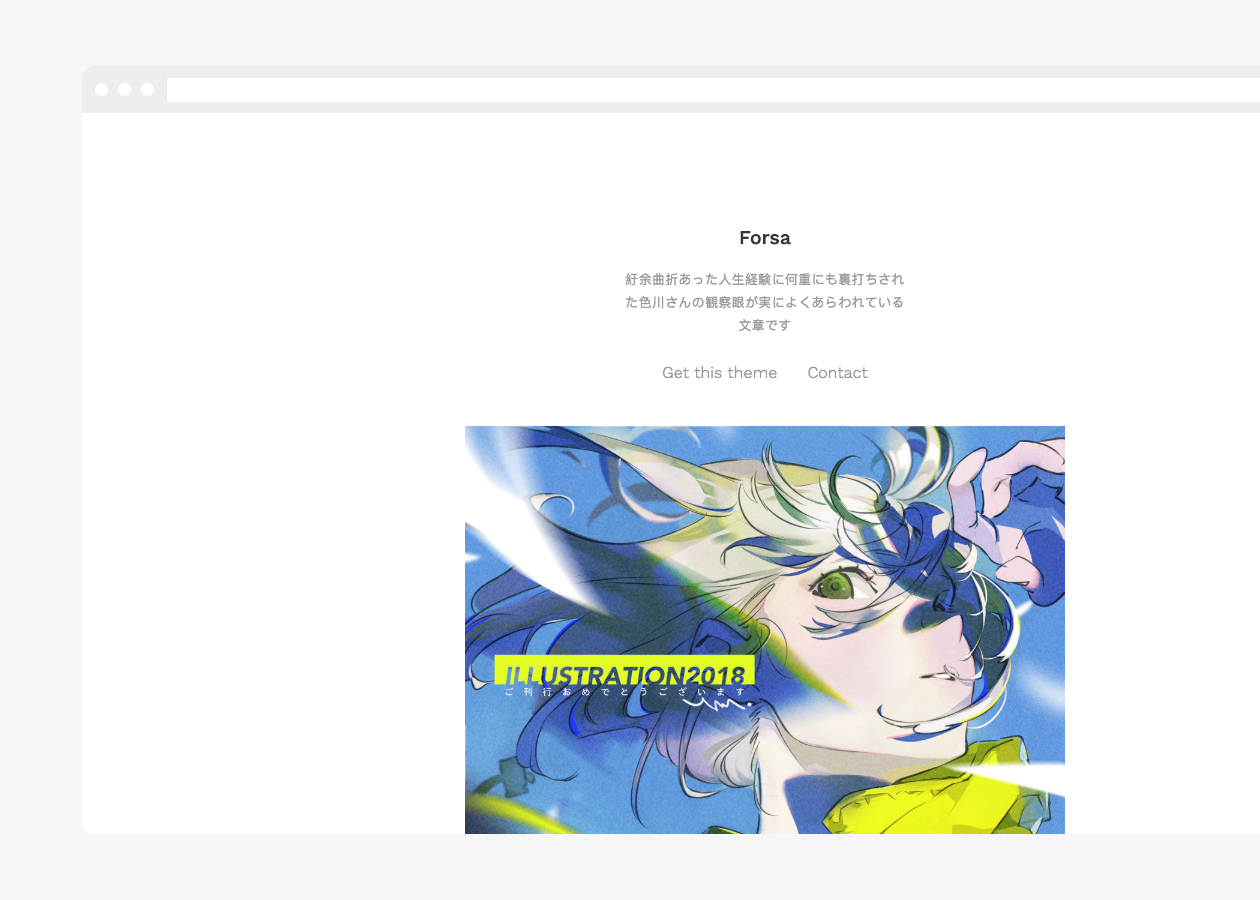 Forsa
紆余曲折あった人生経験に何重にも裏打ちされ
た色川さんの観察眼が実によくあらわれている
文章です
Get this theme Contact
ILLUSTRATION2018
ご刊行おめでとうございます